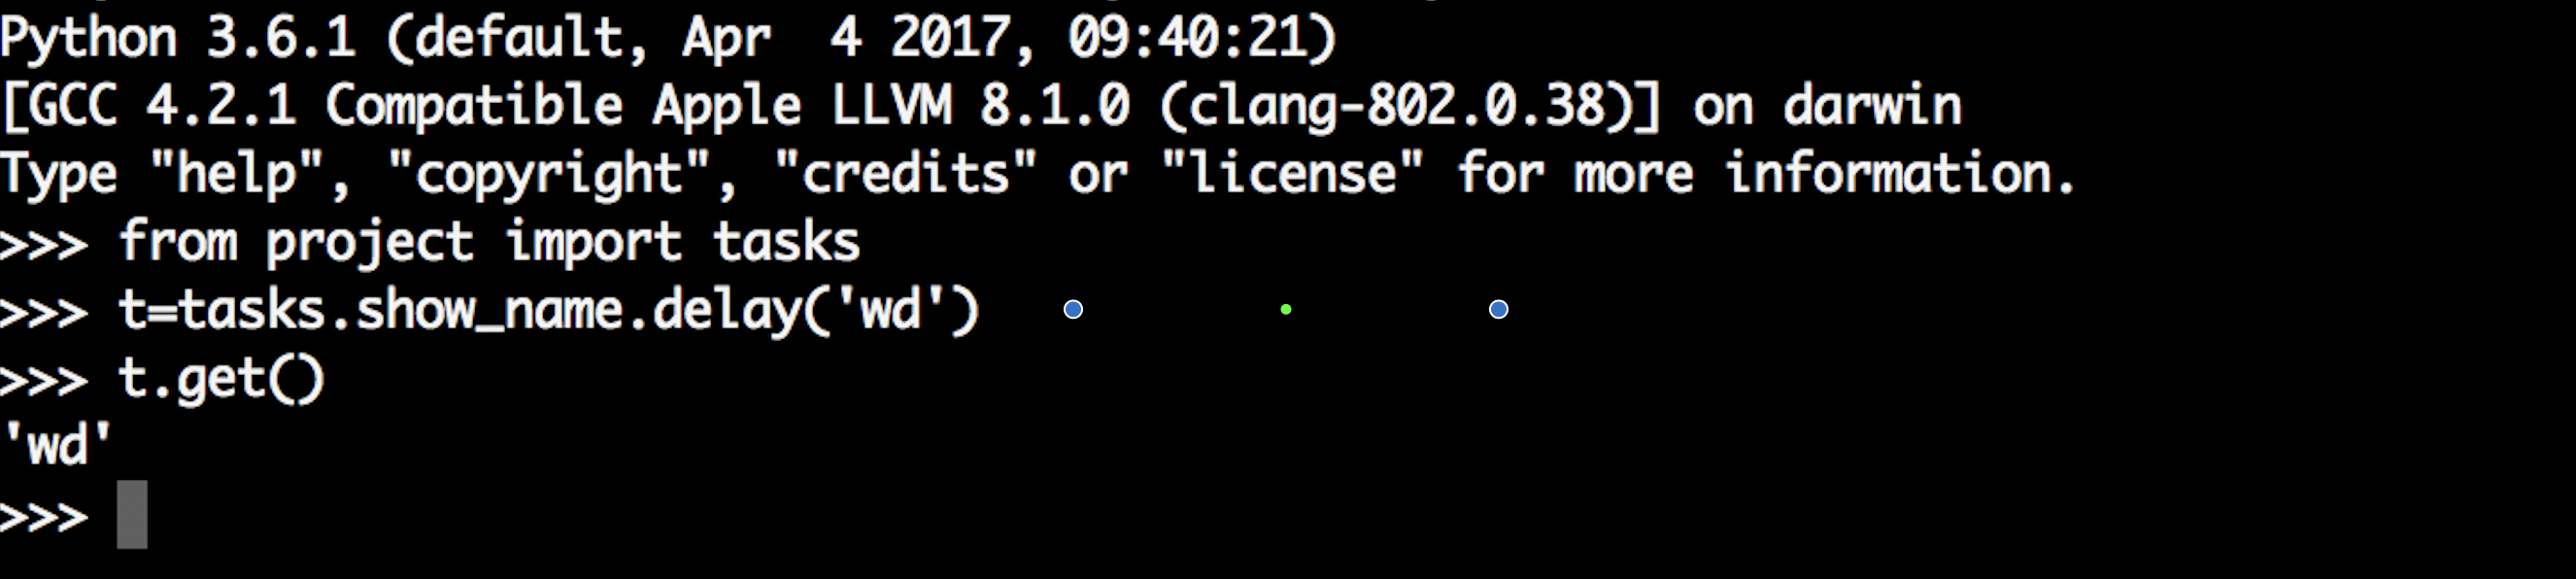 Python 3.6.1 (default, Apr  4 2017, 09:40:21)
[GCC 4.2.1 Compatible Apple LLVM 8.1.0 (clang-802.0.38)] on darwin
Type "help", "copyright", "credits" or "license" for more information.
>>> from project import tasks
>>> t=tasks.show_name.delay('wd')
>>> t.get()
'wd'
>>>